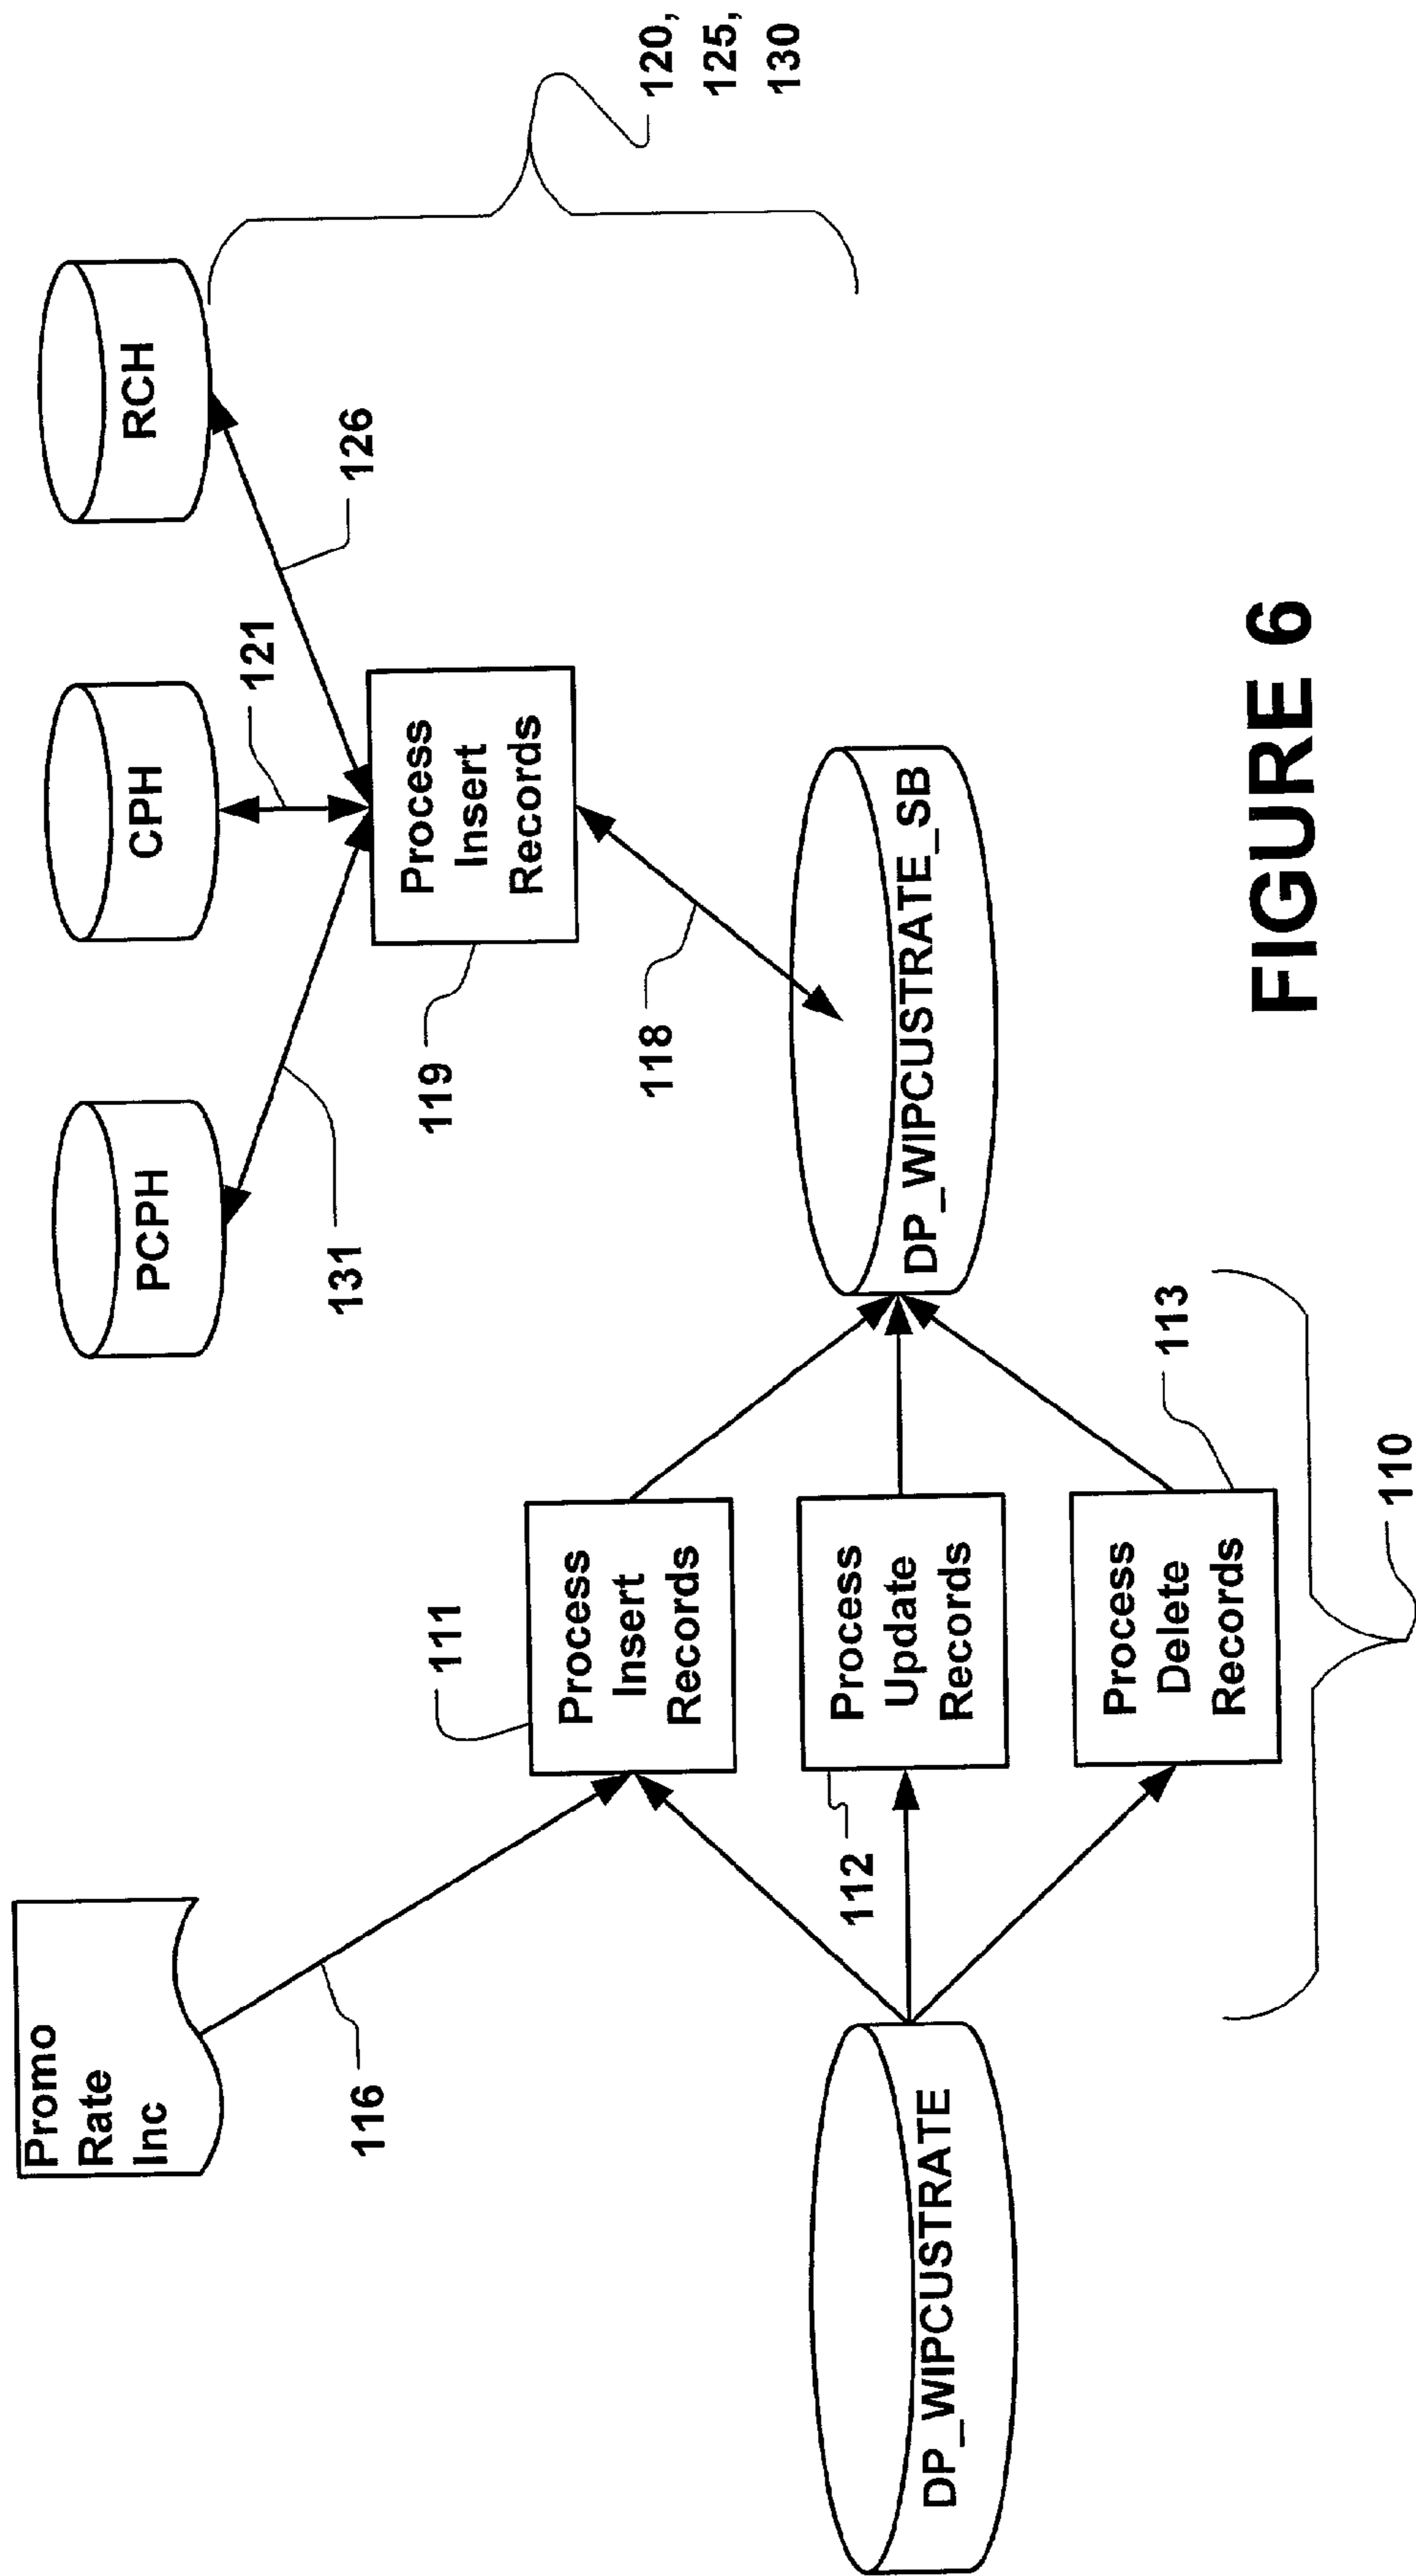 Promo
Rate
Inc
116
DP_WIPCUSTRATE
111
Process
Insert
Records
112
Process
Update
Records
Process
Delete
Records
113
110
PCPH
CPH
RCH
131
121
126
Process
Insert
Records
119
118
DP_WIPCUSTRATE_SB
120,
125,
130
FIGURE 6